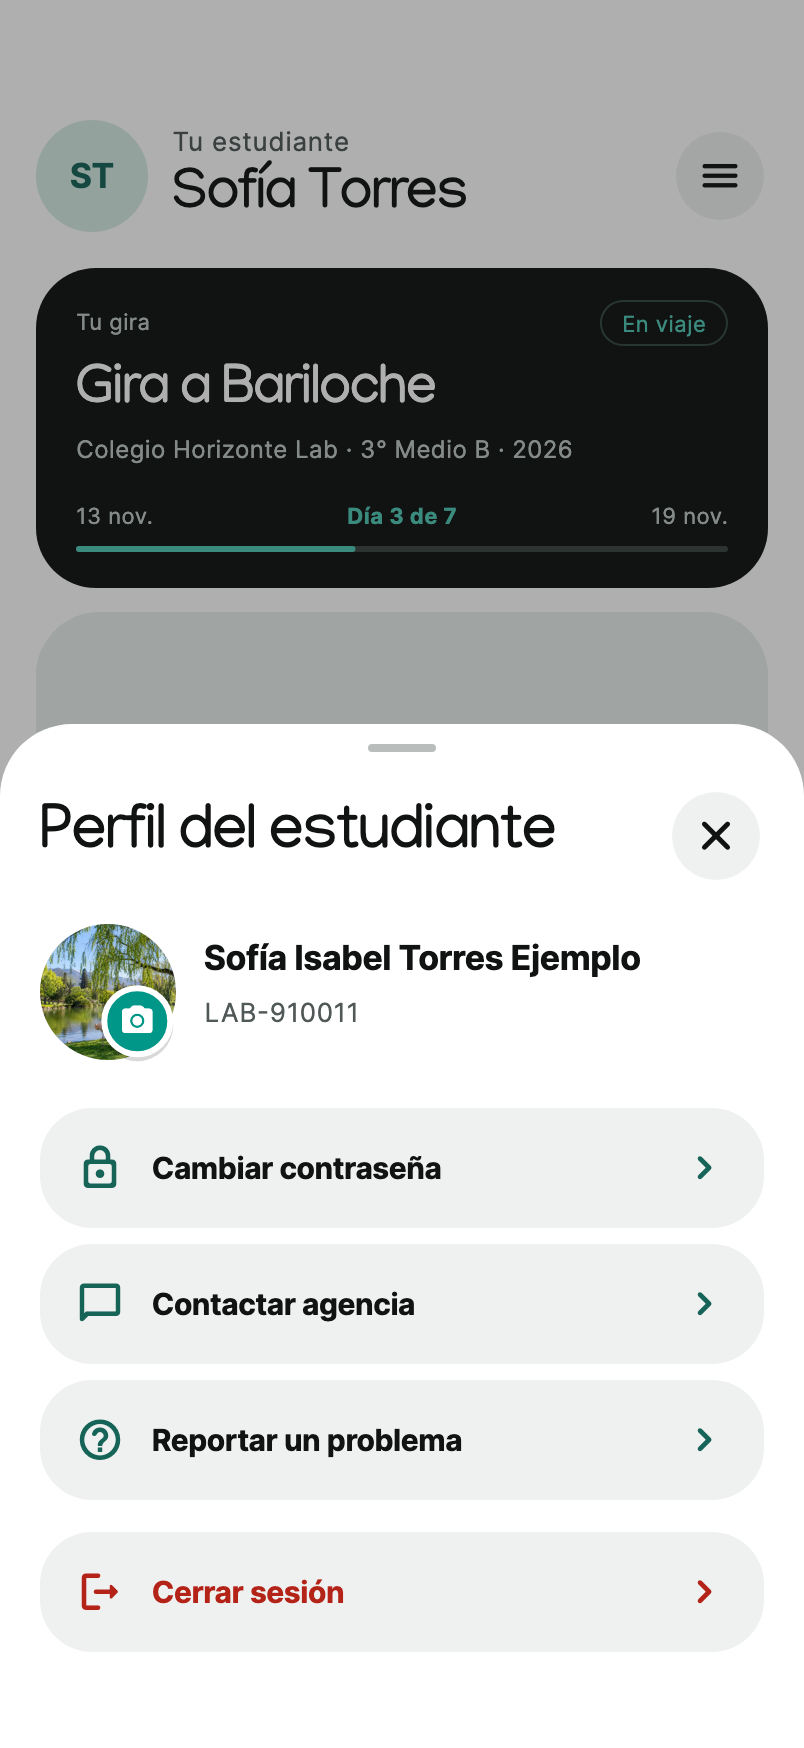 ST
Tu estudiante
Sofía Torres
Tu gira
En viaje
Gira a Bariloche
Colegio Horizonte Lab · 3° Medio B · 2026
13 nov.
Día 3 de 7
19 nov.
Perfil del estudiante
Sofía Isabel Torres Ejemplo
LAB-910011
Cambiar contraseña
Contactar agencia
Reportar un problema
Cerrar sesión